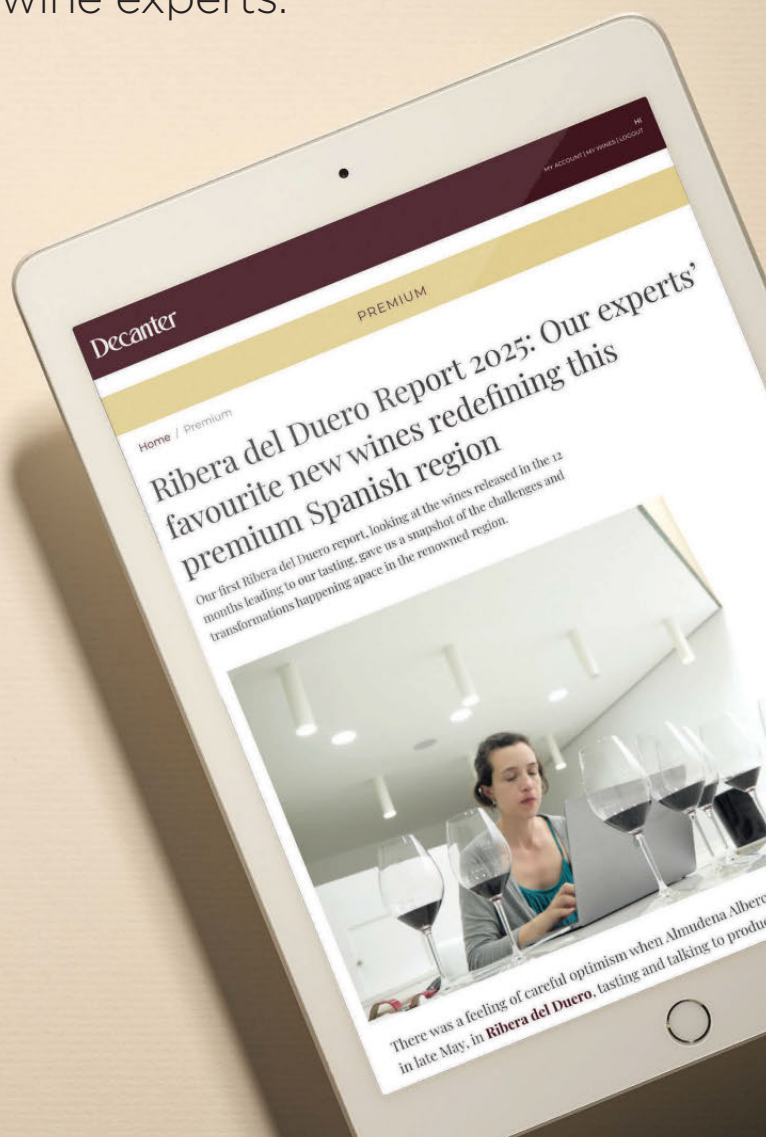 wine experts.
HI
MY ACCOUNT | MY WINES | LOGOUT
Decanter
PREMIUM
Home / Premium
Ribera del Duero Report 2025: Our experts’
favourite new wines redefining this
premium Spanish region
Our first Ribera del Duero report, looking at the wines released in the 12
months leading to our tasting, gave us a snapshot of the challenges and
transformations happening apace in the renowned region.
There was a feeling of careful optimism when Almudena
in late May, in Ribera del Duero, tasting and talking to